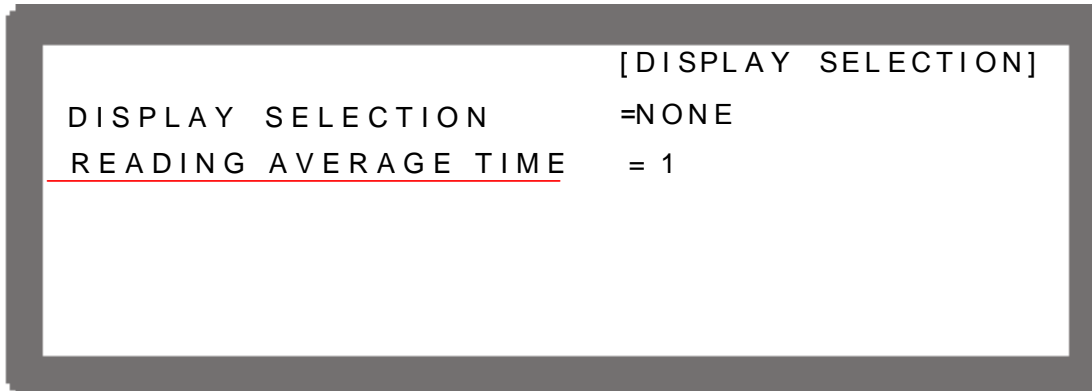 [DISPLAY SELECTION]
DISPLAY SELECTION =NONE
READING AVERAGE TIME = 1